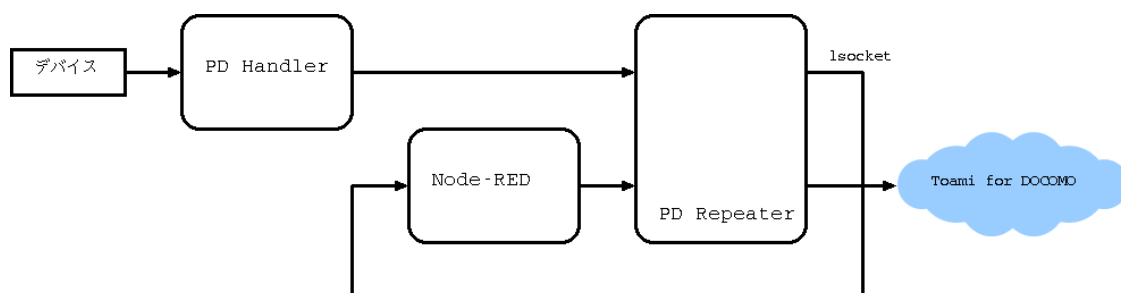 デバイス
PD Handler
lsocket
Node-RED
Toami for DOCOMO
PD Repeater